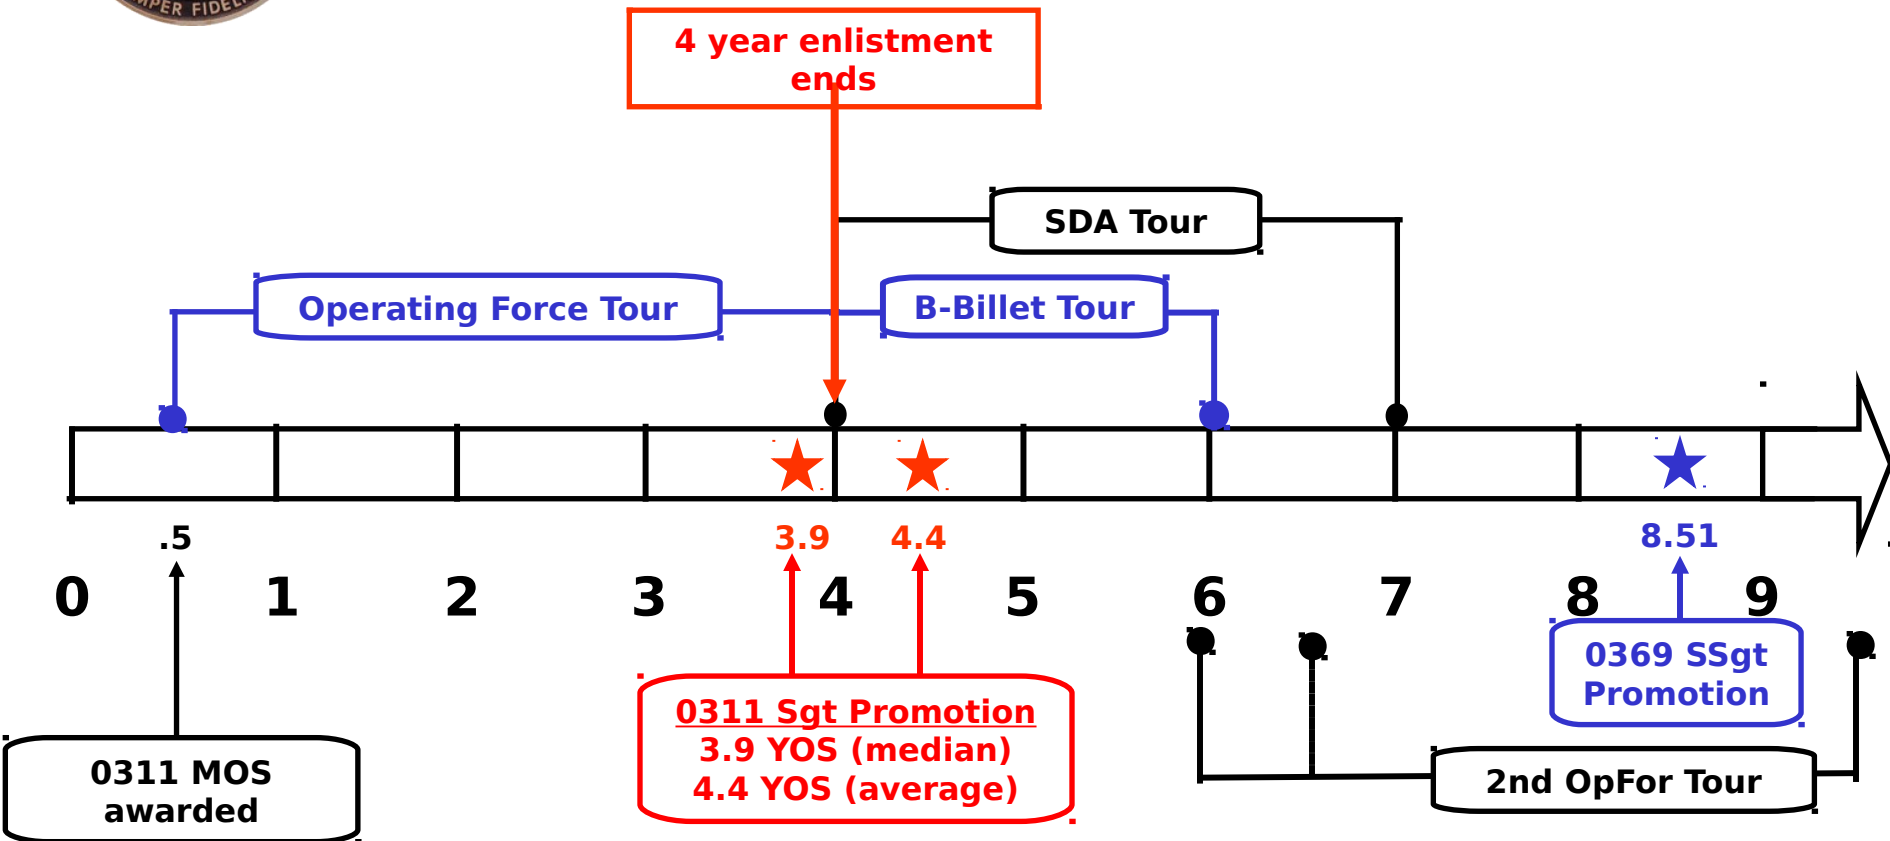 PER FIDEL
4 year enlistment
ends
SDA Tour
Operating Force Tour
B-Billet Tour
.5
3.9
4.4
8.51
0
1
2
3
4
5
6
7
8
9
0369 SSgt
Promotion
0311 Sgt Promotion
3.9 YOS (median)
4.4 YOS (average)
2nd OpFor Tour
0311 MOS
awarded